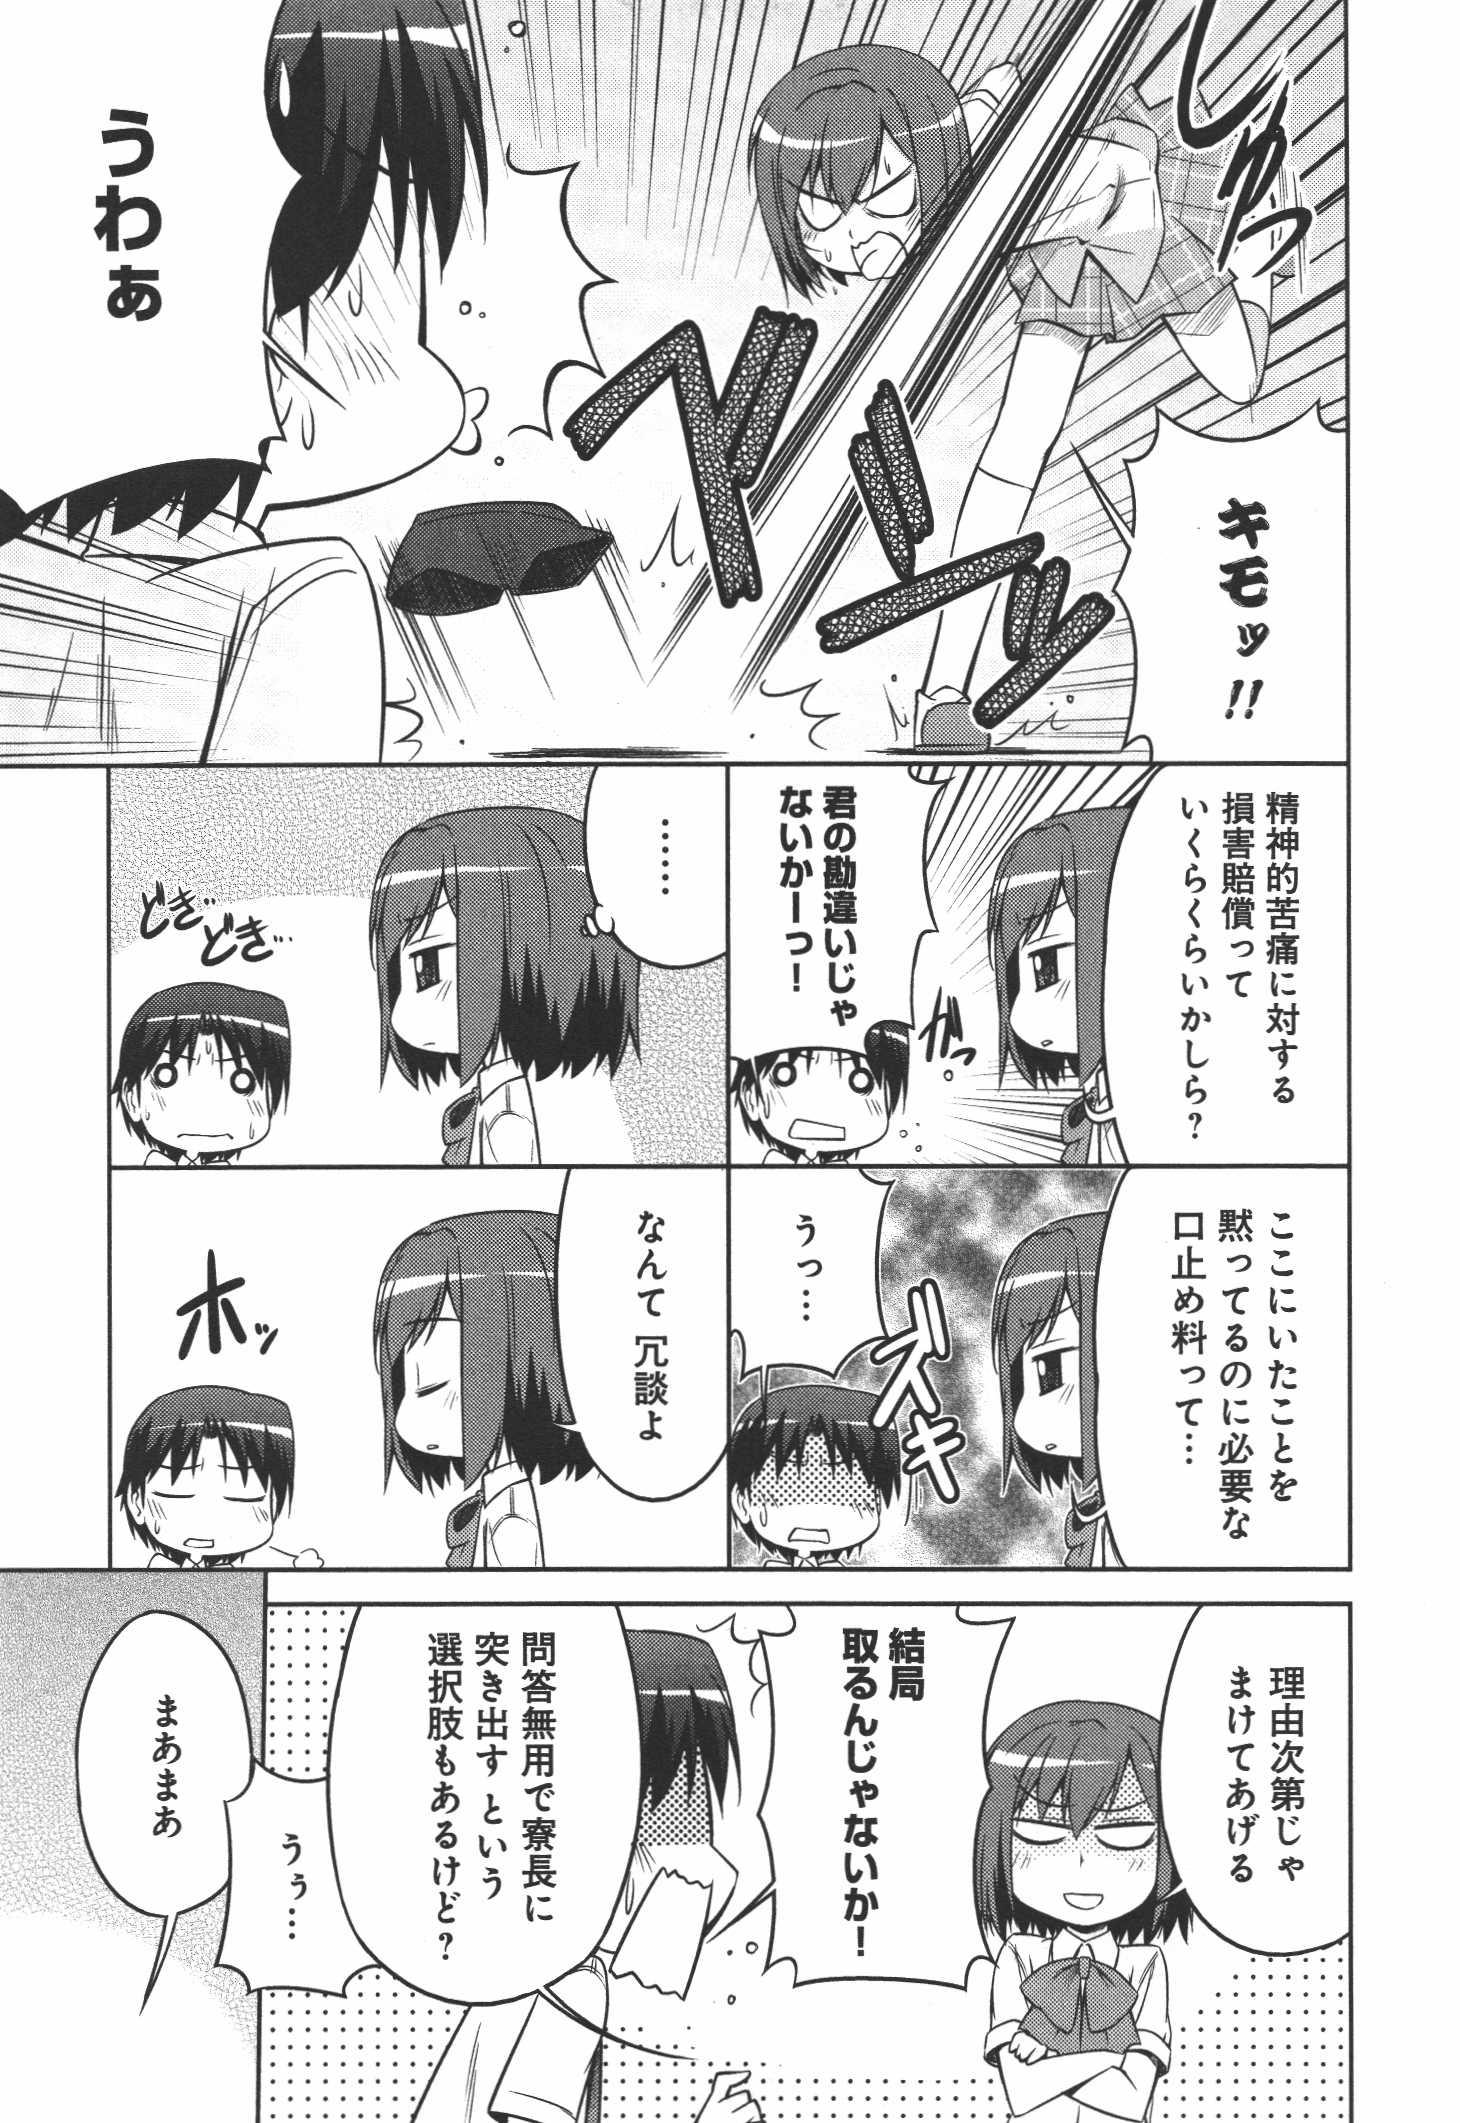 しゅっ
キモッ!!
ズドッ
うわぁ
精神的苦痛に対する
損害賠償って
いくらくらいかしら?
がっ
君の勘違いじゃ
ないかーっ!
……
どきどき…
ここにいたことを
黙ってるのに必要な
口止め料って…
ズキ
うっ…
なんて冗談よ
ホッ
理由次第じゃ
まけてあげる
結局
取るんじゃないか!
問答無用で寮長に
突き出すという
選択肢もあるけど?
うぅ…
まあまあ